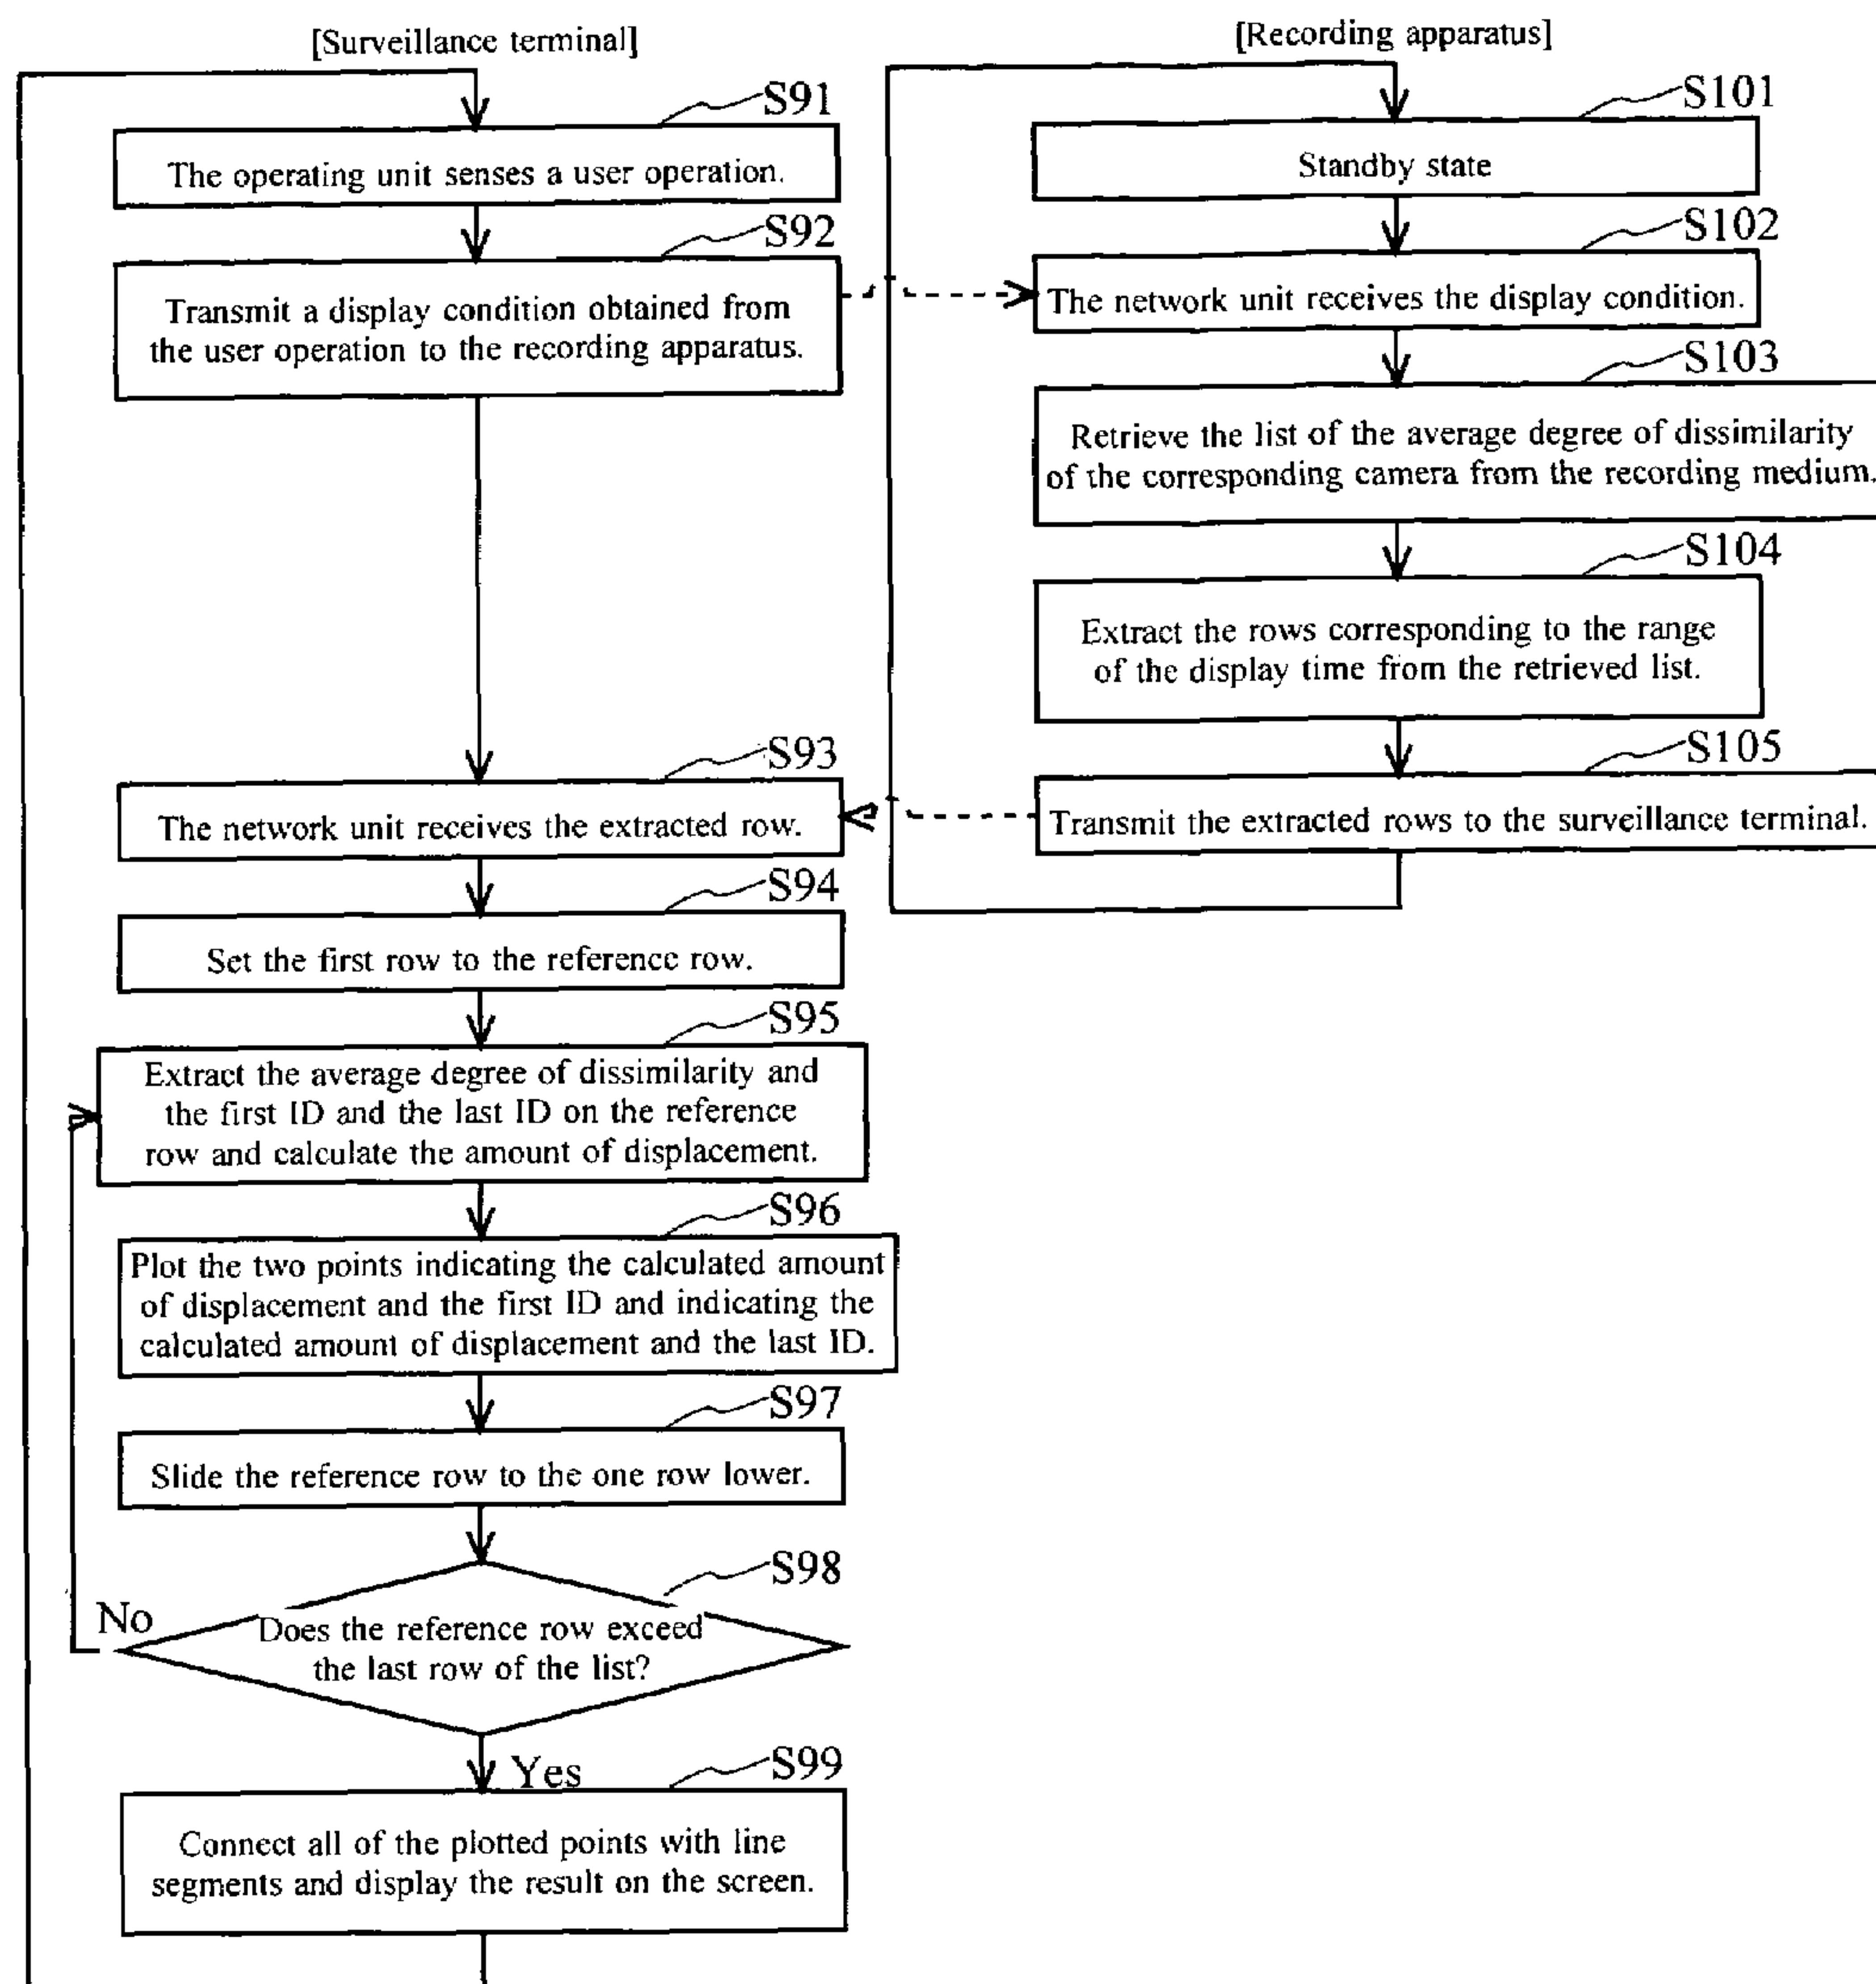 [Surveillance terminal]
S91
The operating unit senses a user operation.
S92
Transmit a display condition obtained from
the user operation to the recording apparatus.
S93
The network unit receives the extracted row.
S94
Set the first row to the reference row.
S95
Extract the average degree of dissimilarity and
the first ID and the last ID on the reference
row and calculate the amount of displacement.
S96
Plot the two points indicating the calculated amount
of displacement and the first ID and indicating the
calculated amount of displacement and the last ID.
S97
Slide the reference row to the one row lower.
S98
No
Does the reference row exceed
the last row of the list?
Yes
S99
Connect all of the plotted points with line
segments and display the result on the screen.
[Recording apparatus]
S101
Standby state
S102
The network unit receives the display condition.
S103
Retrieve the list of the average degree of dissimilarity
of the corresponding camera from the recording medium.
S104
Extract the rows corresponding to the range
of the display time from the retrieved list.
S105
Transmit the extracted rows to the surveillance terminal.